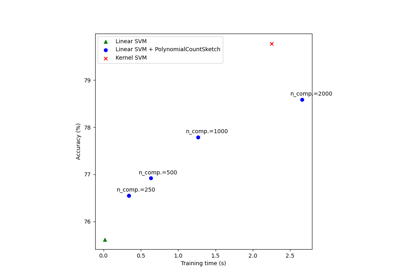 Linear SVM
Linear SVM + PolynomialCountSketch
Kernel SVM
n_comp.=2000
n_comp.=1000
n_comp.=500
n_comp.=250
Accuracy (%)
79
78
77
76
0.0 0.5 1.0 1.5 2.0 2.5
Training time (s)